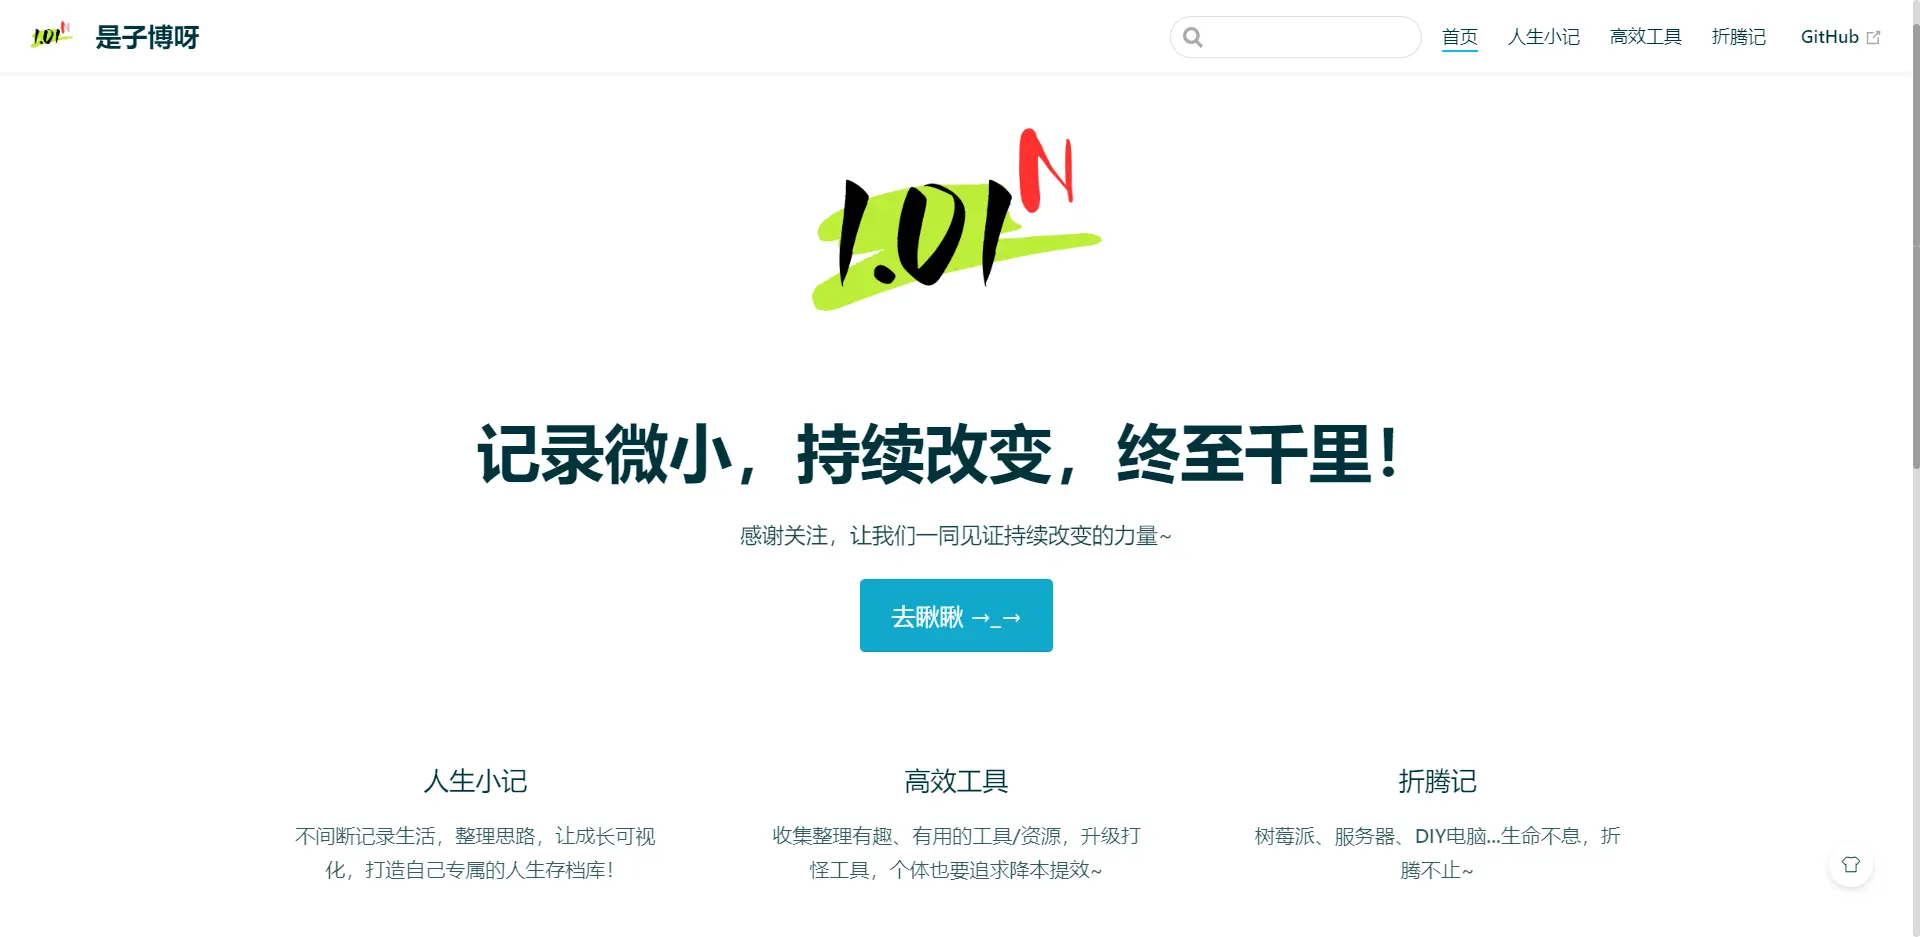 1.01 N
是子博呀
首页
人生小记
高效工具
折腾记
GitHub
1.01 N
记录微小，持续改变，终至千里！
感谢关注，让我们一同见证持续改变的力量~
去瞅瞅 →_→
人生小记
不间断记录生活，整理思路，让成长可视
化，打造自己专属的人生存档库！
高效工具
收集整理有趣、有用的工具/资源，升级打
怪工具，个体也要追求降本提效~
折腾记
树莓派、服务器、DIY电脑...生命不息，折
腾不止~